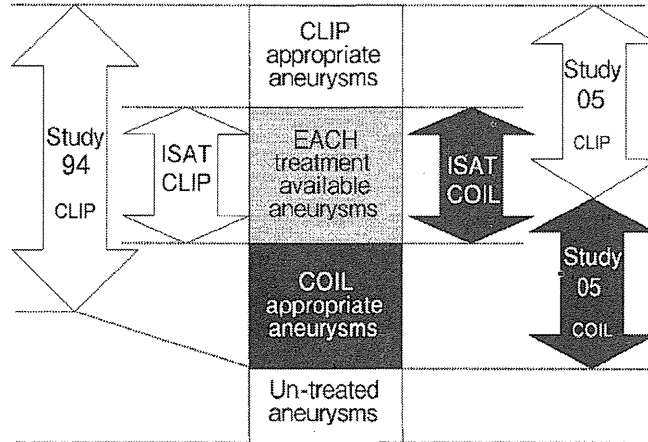 CLIP
appropriate
aneurysms
Study
94
CLIP
ISAT
CLIP
EACH
treatment
available
aneurysms
ISAT
COIL
Study
05
CLIP
COIL
appropriate
aneurysms
Study
05
COIL
Un-treated
aneurysms